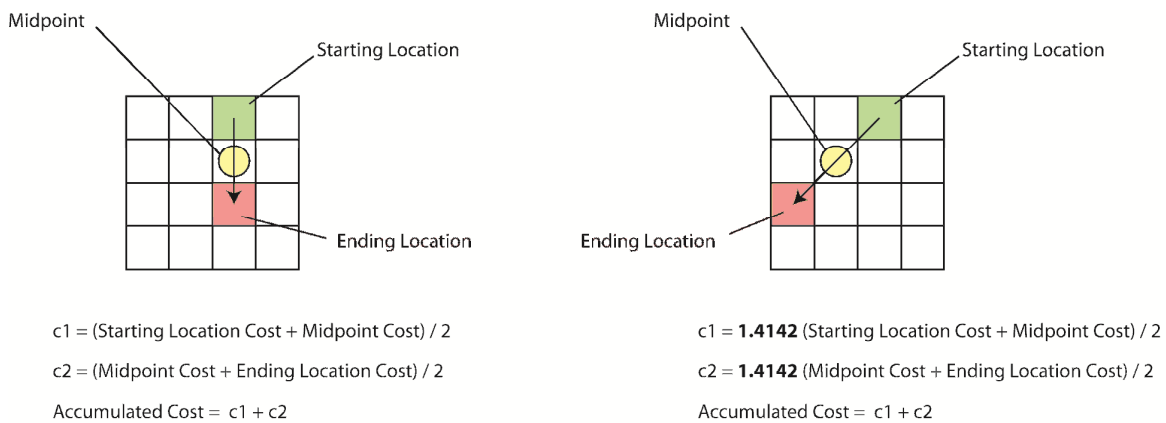 Midpoint
Starting Location
Ending Location
c1 = (Starting Location Cost + Midpoint Cost) / 2
c2 = (Midpoint Cost + Ending Location Cost) / 2
Accumulated Cost = c1 + c2
Midpoint
Starting Location
Ending Location
c1 = 1.4142 (Starting Location Cost + Midpoint Cost) / 2
c2 = 1.4142 (Midpoint Cost + Ending Location Cost) / 2
Accumulated Cost = c1 + c2